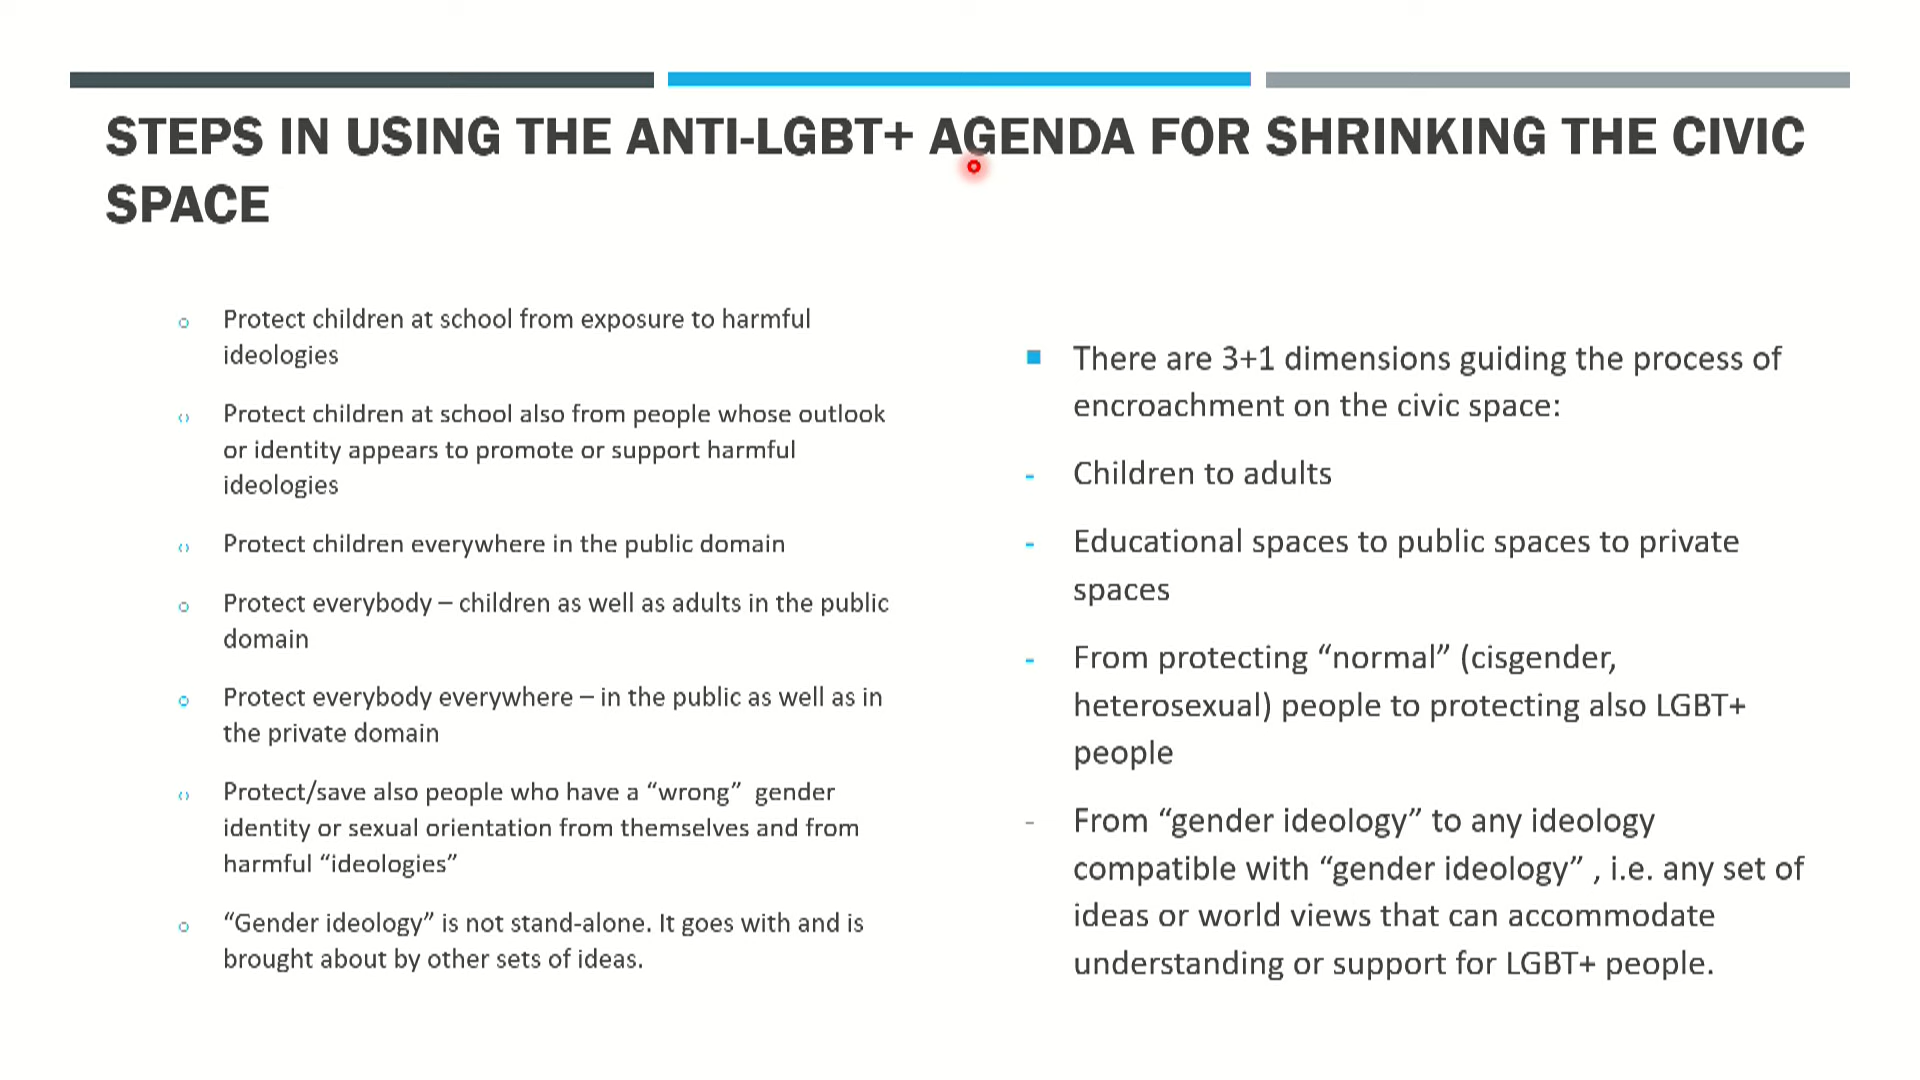 STEPS IN USING THE ANTI-LGBT+ AGENDA FOR SHRINKING THE CIVIC
SPACE
Protect children at school from exposure to harmful
ideologies
Protect children at school also from people whose outlook
or identity appears to promote or support harmful
ideologies
Protect children everywhere in the public domain
Protect everybody – children as well as adults in the public
domain
Protect everybody everywhere – in the public as well as in
the private domain
Protect/save also people who have a “wrong” gender
identity or sexual orientation from themselves and from
harmful “ideologies”
“Gender ideology” is not stand-alone. It goes with and is
brought about by other sets of ideas.
There are 3+1 dimensions guiding the process of
encroachment on the civic space:
- Children to adults
- Educational spaces to public spaces to private
spaces
- From protecting “normal” (cisgender,
heterosexual) people to protecting also LGBT+
people
- From “gender ideology” to any ideology
compatible with “gender ideology” , i.e. any set of
ideas or world views that can accommodate
understanding or support for LGBT+ people.